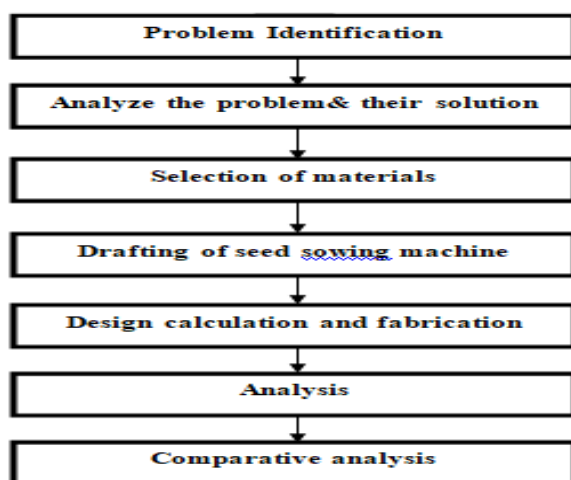 Problem Identification
Analyze the problem& their solution
Selection of materials
Drafting of seed sowing machine
Design calculation and fabrication
Analysis
Comparative analysis